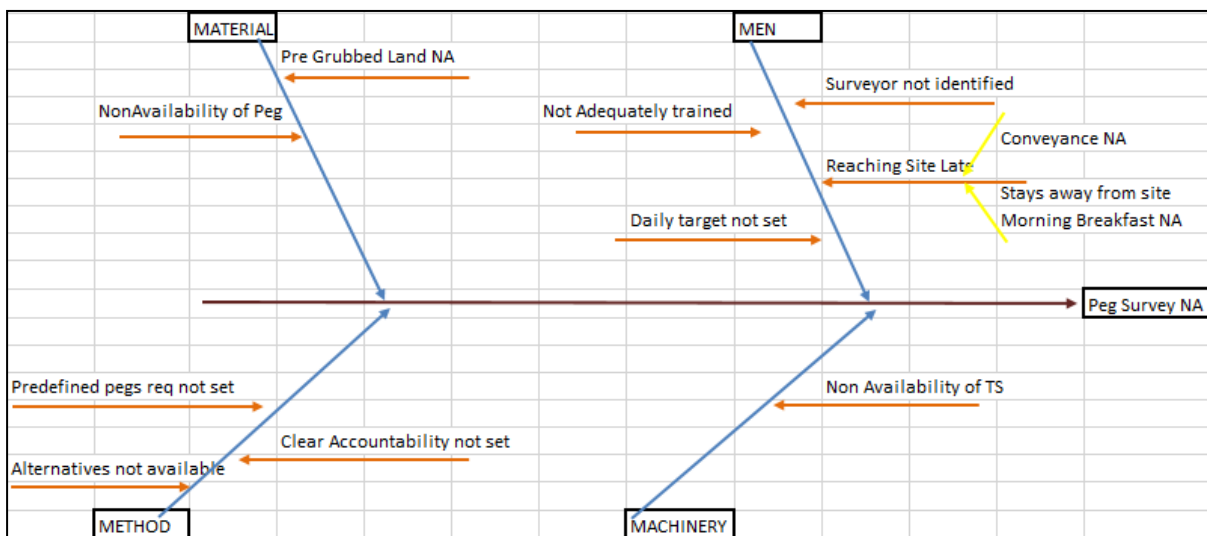 MATERIAL
MEN
Pre Grubbed Land NA
Surveyor not identified
NonAvailability of Peg
Not Adequately trained
Conveyance NA
Reaching Site Late
Stays away from site
Daily target not set
Morning Breakfast NA
Peg Survey NA
Predefined pegs req not set
Non Availability of TS
Clear Accountability not set
Alternatives not available
METHOD
MACHINERY